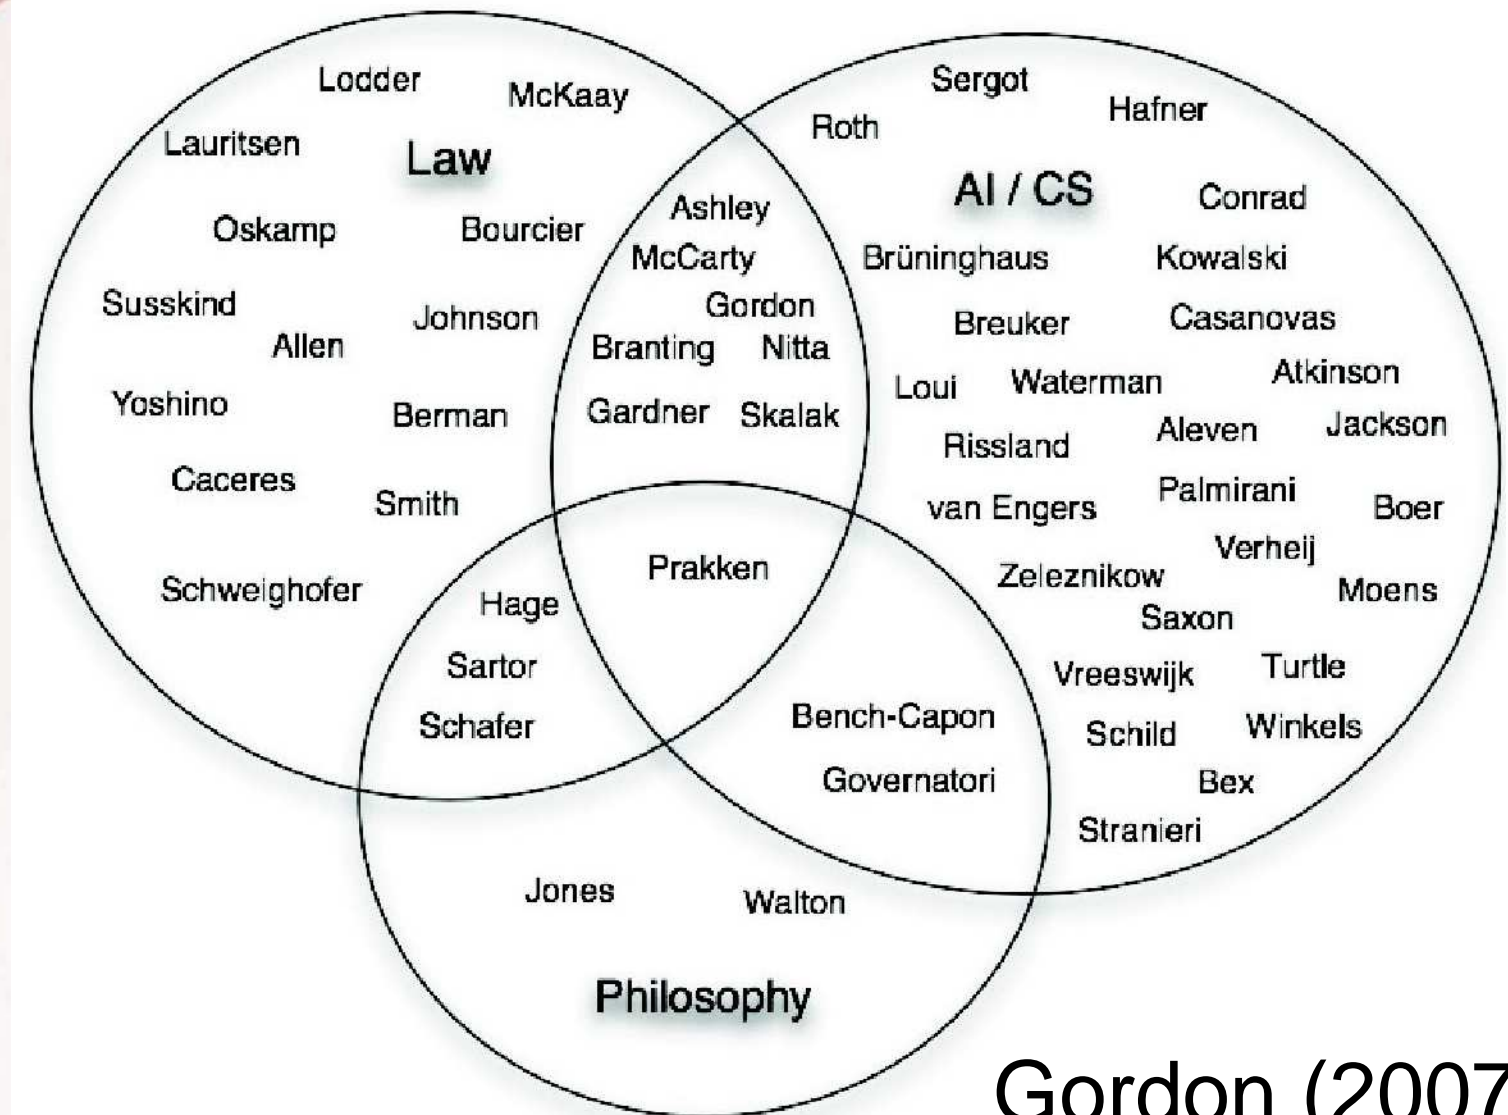 Lodder
McKaay
Lauritsen
Law
Oskamp
Bourcier
Susskind
Johnson
Allen
Yoshino
Berman
Caceres
Smith
Schweighofer
Ashley
McCarty
Gordon
Branting Nitta
Gardner Skalak
Prakken
Hage
Sartor
Schafer
Sergot
Hafner
Roth
AI / CS
Conrad
Brüninghaus Kowalski
Breuker Casanovas
Loui Waterman Atkinson
Rissland Aleven Jackson
van Engers Palmirani Boer
Verheij
Zeleznikow Moens
Saxon
Vreeswijk Turtle
Schild Winkels
Bex
Stranieri
Bench-Capon
Governatori
Jones Walton
Philosophy
Gordon (2007